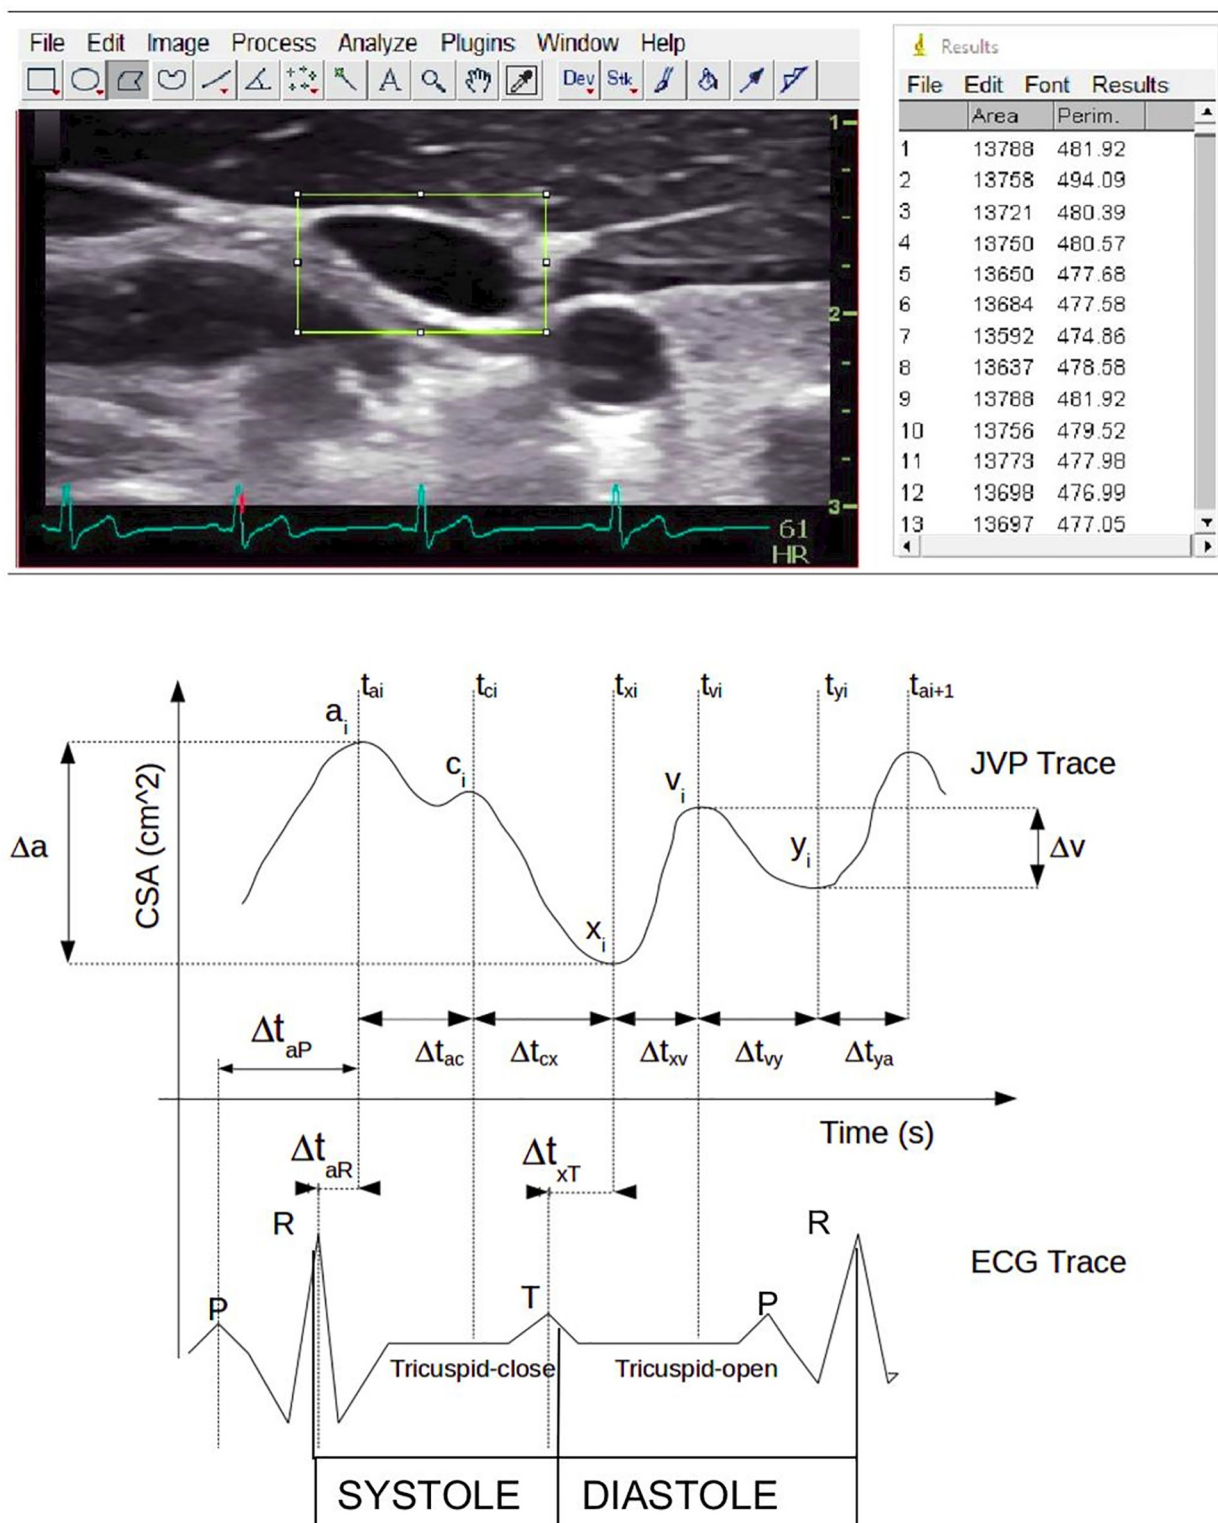 File Edit Image Process Analyze Plugins Window Help
Dev Stk
1
2
3
61
HR
Results
File Edit Font Results
Area Perim.
1 13788 481.92
2 13758 494.09
3 13721 480.39
4 13750 480.57
5 13650 477.68
6 13684 477.58
7 13592 474.86
8 13637 478.58
9 13788 481.92
10 13756 479.52
11 13773 477.98
12 13698 476.99
13 13697 477.05
tai tci txi tvi tyi tai+1
ai
ci
vi
JVP Trace
CSA (cm^2)
Δa
yi
Δv
xi
ΔtaP
Δtac Δtcx Δtxv Δtvy Δtya
Time (s)
ΔtaR
ΔtxT
R
R
ECG Trace
P
T
P
Tricuspid-close
Tricuspid-open
SYSTOLE
DIASTOLE